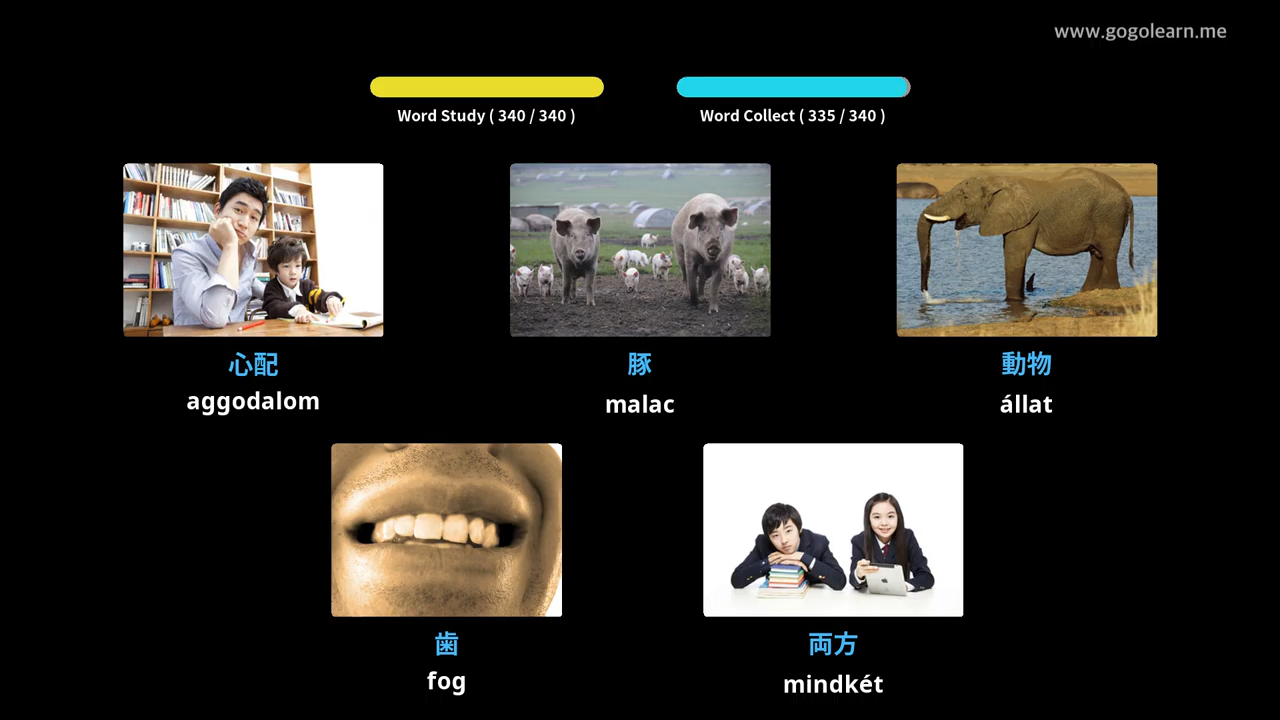 www.gogolearn.me
Word Study ( 340 / 340 )
Word Collect ( 335 / 340 )
心配
aggodalom
豚
malac
動物
állat
歯
fog
両方
mindkét